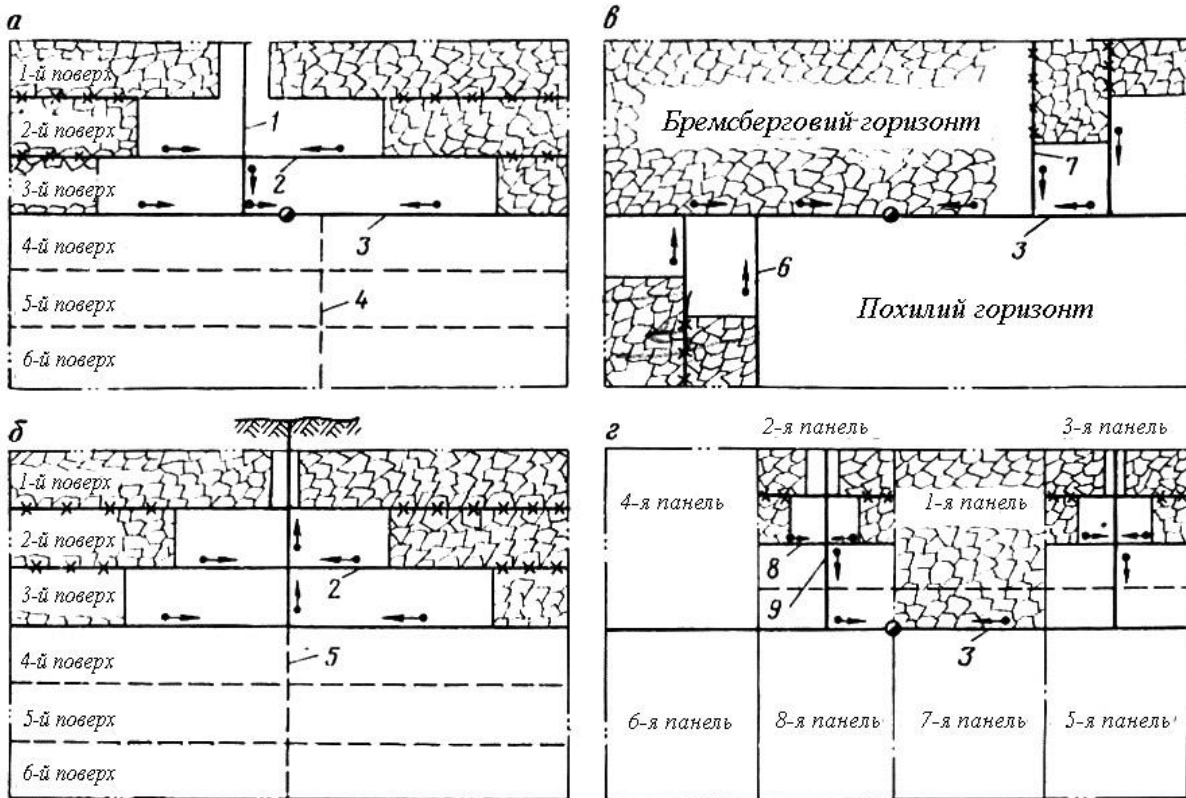 а
1-й поверх
2-й поверх
1
2
3-й поверх
3
4-й поверх
4
5-й поверх
6-й поверх
в
Бремсберговий горизонт
7
3
6
Похилий горизонт
б
1-й поверх
2-й поверх
2
3-й поверх
4-й поверх
5
5-й поверх
6-й поверх
г
2-я панель
3-я панель
4-я панель
1-я панель
8
9
3
6-я панель
8-я панель
7-я панель
5-я панель